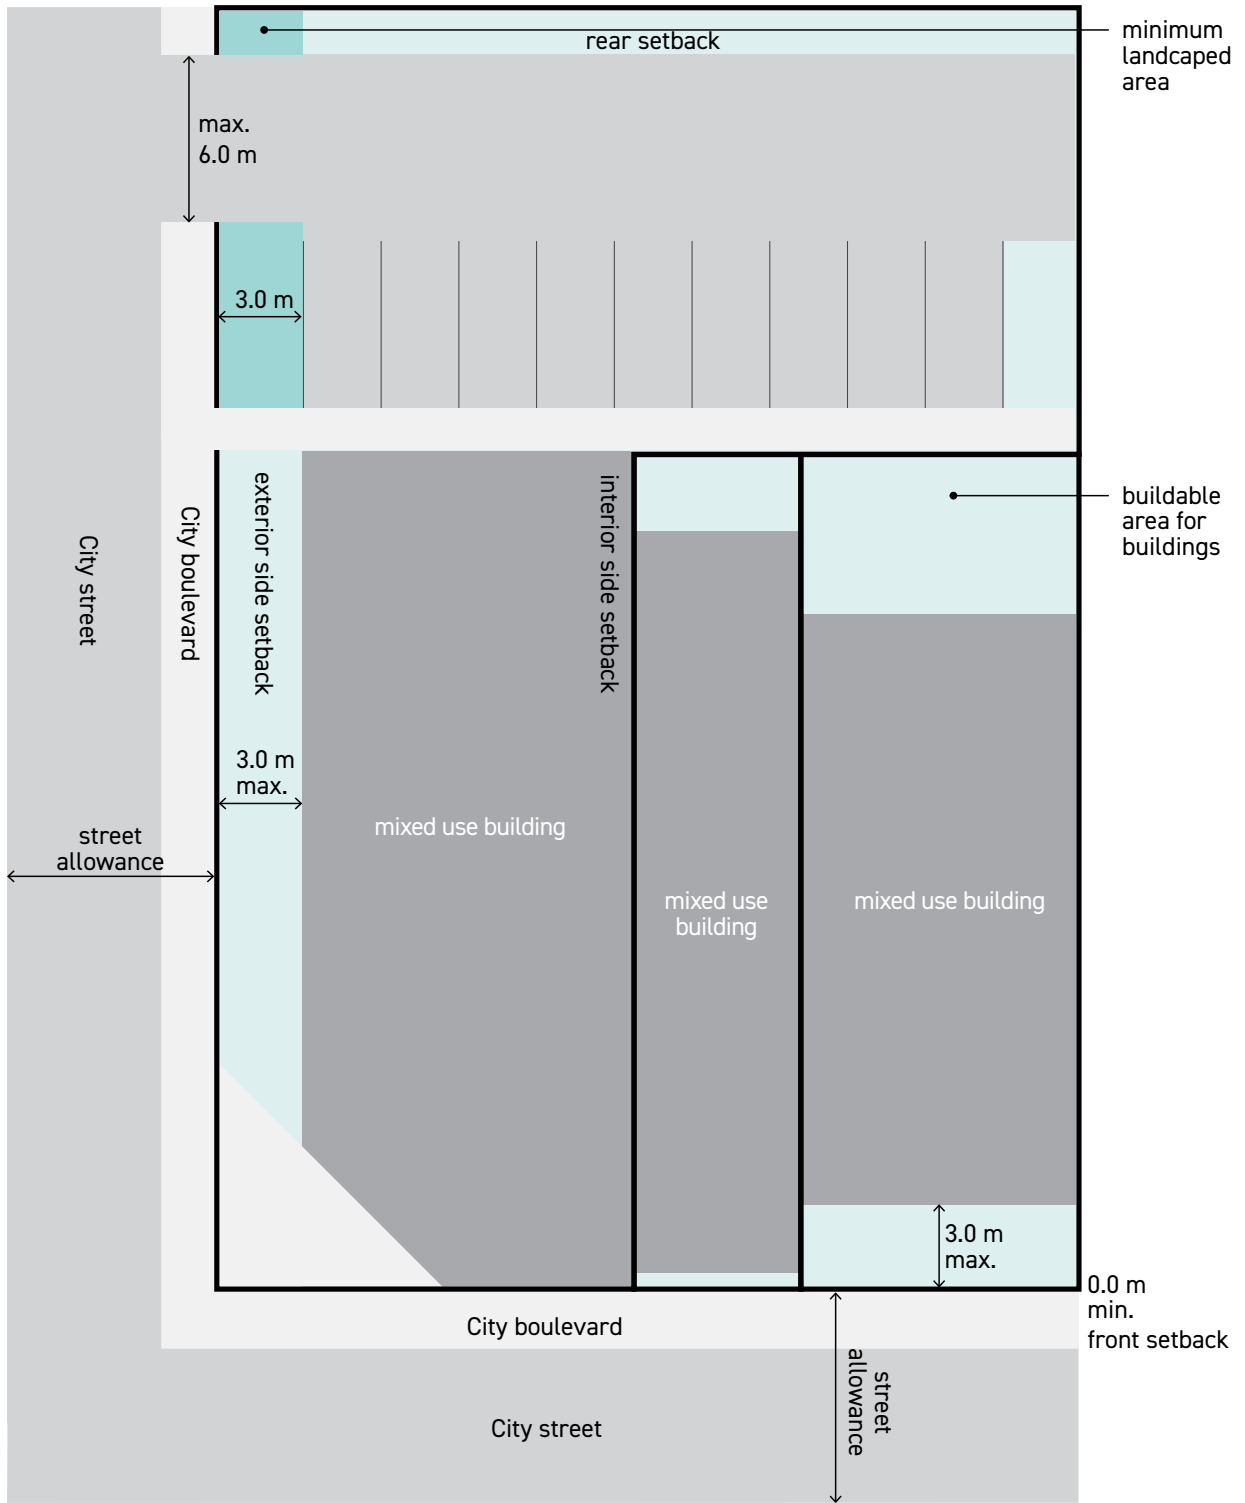 rear setback
minimum
landcaped
area
max.
6.0 m
3.0 m
exterior side setback
interior side setback
City boulevard
City street
buildable
area for
buildings
3.0 m
max.
mixed use building
street
allowance
mixed use
building
mixed use building
3.0 m
max.
0.0 m
min.
front setback
City boulevard
street
allowance
City street